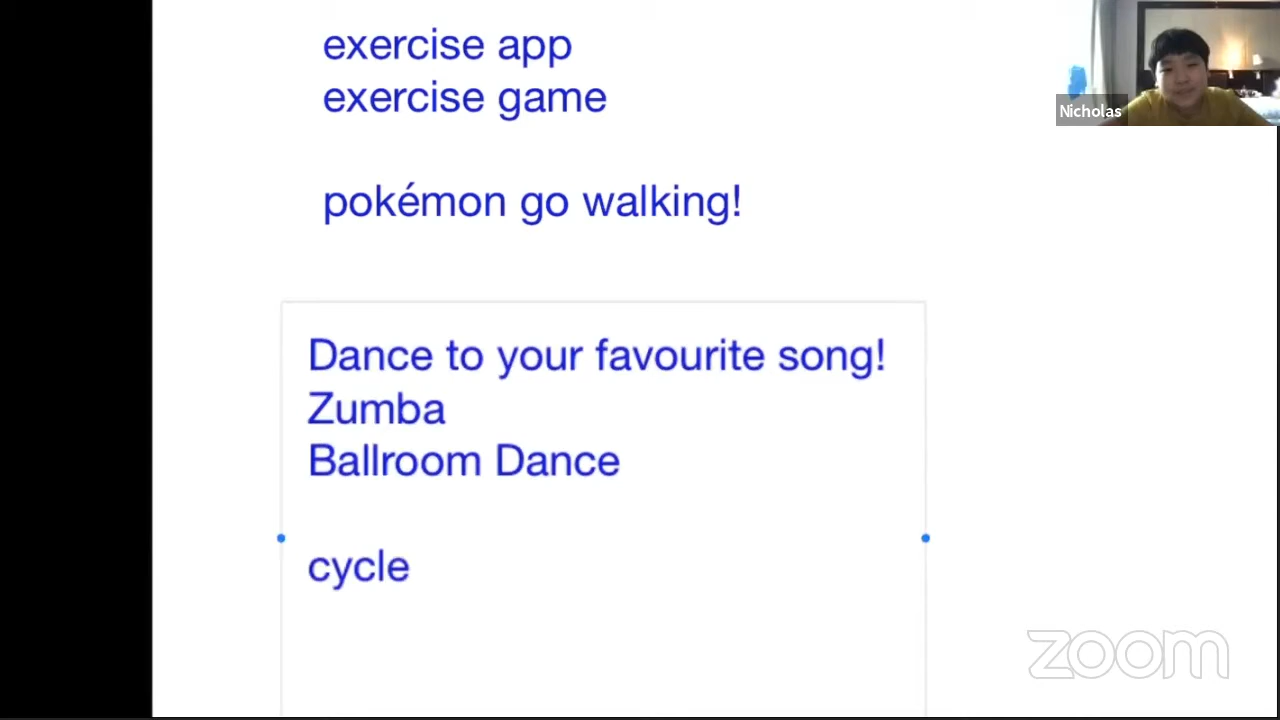 exercise app
exercise game
Nicholas
pokémon go walking!
Dance to your favourite song!
Zumba
Ballroom Dance
cycle
zoom